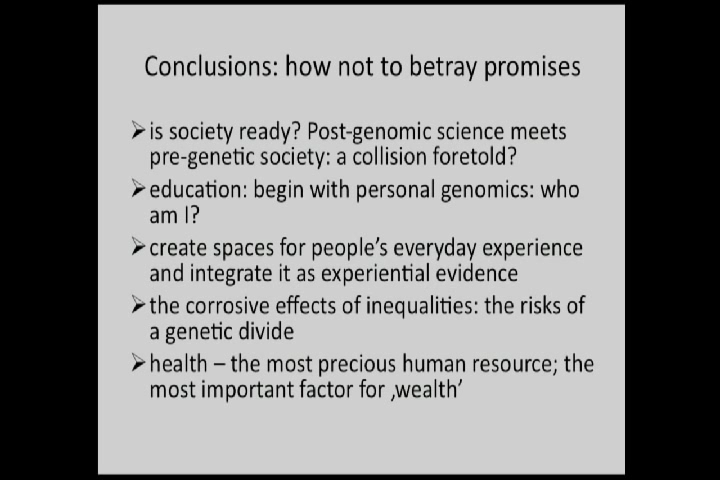 Conclusions: how not to betray promises
➢is society ready? Post-genomic science meets
pre-genetic society: a collision foretold?
➢education: begin with personal genomics: who
am I?
➢create spaces for people's everyday experience
and integrate it as experiential evidence
➢the corrosive effects of inequalities: the risks of
a genetic divide
➢health – the most precious human resource; the
most important factor for ‚wealth'